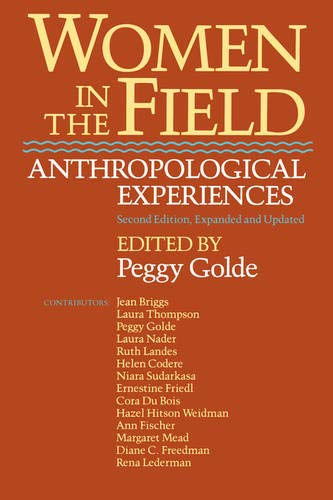 WOMEN
IN THE FIELD
ANTHROPOLOGICAL
EXPERIENCES
Second Edition, Expanded and Updated
EDITED BY
Peggy Golde
CONTRIBUTORS: Jean Briggs
Laura Thompson
Peggy Golde
Laura Nader
Ruth Landes
Helen Codere
Niara Sudarkasa
Ernestine Friedl
Cora Du Bois
Hazel Hitson Weidman
Ann Fischer
Margaret Mead
Diane C. Freedman
Rena Lederman